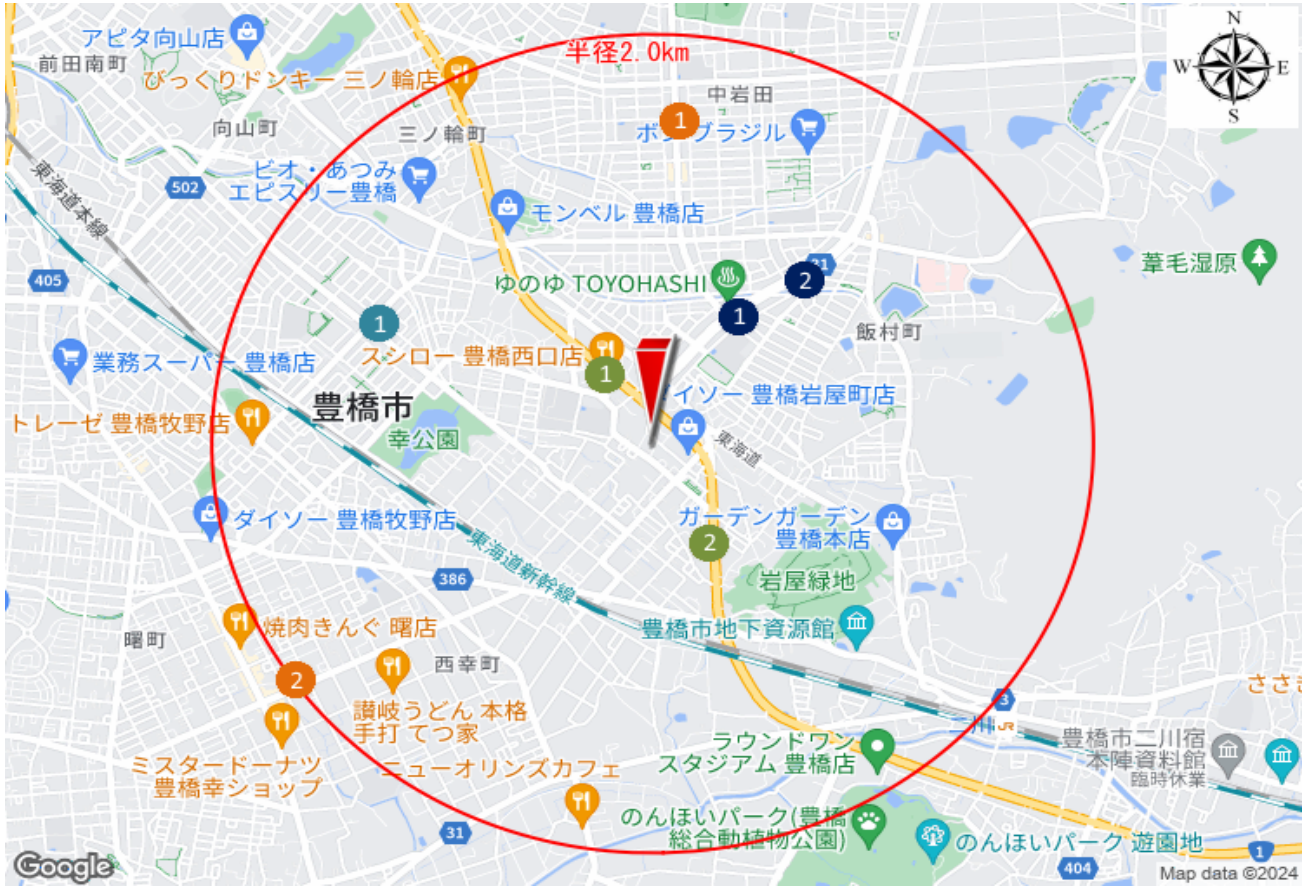 半径2.0km
N
W
E
S
アピタ向山店
前田南町
びっくりドンキー 三ノ輪店
中岩田
1
向山町
三ノ輪町
ビオ・あつみ
エピスリー豊橋
502
東海道本線
モンベル 豊橋店
405
葦毛湿原
31
2
ゆのゆ TOYOHASHI
1
1
飯村町
業務スーパー 豊橋店
スシロー 豊橋西口店
1
イソー 豊橋岩屋町店
豊橋市
トレーゼ 豊橋牧野店
幸公園
東海道
ダイソー 豊橋牧野店
ガーデンガーデン
豊橋本店
2
東海道新幹線
岩屋緑地
386
豊橋市地下資源館
焼肉きんぐ 曙店
曙町
西幸町
2
讃岐うどん 本格
手打 てつ家
3
JR
豊橋市二川宿
本陣資料館
臨時休業
ラウンドワン
スタジアム 豊橋店
ミスタードーナツ
豊橋幸ショップ
ニューオリンズカフェ
のんほいパーク(豊橋
総合動植物公園)
のんほいパーク 遊園地
31
404
1
Google
Map data ©2024